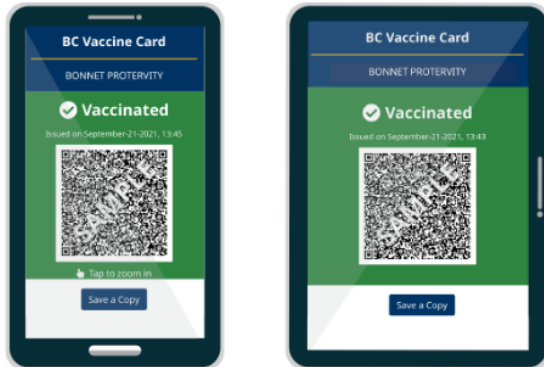 BC Vaccine Card
BONNET PROTERVITY
Vaccinated
Issued on September-21-2021, 13:45
SAMPLE
Tap to zoom in
Save a Copy
BC Vaccine Card
BONNET PROTERVITY
Vaccinated
Issued on September-21-2021, 13:43
SAMPLE
Save a Copy